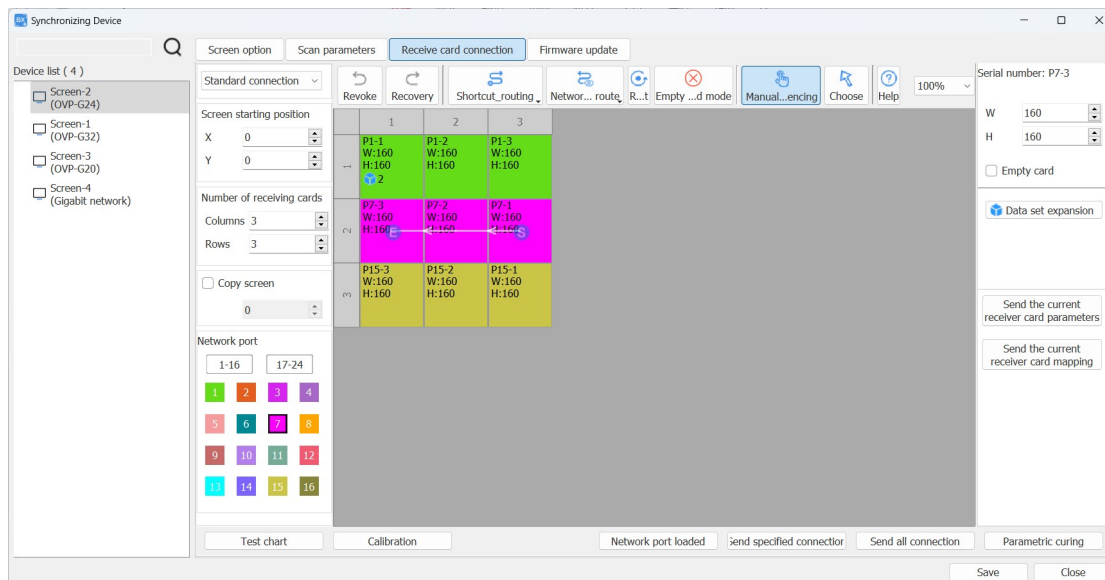 BX Synchronizing Device
Device list ( 4 )
Screen-2
(OVP-G24)
Screen-1
(OVP-G32)
Screen-3
(OVP-G20)
Screen-4
(Gigabit network)
Screen option Scan parameters Receive card connection Firmware update
Standard connection
Revoke Recovery Shortcut_routing Networ... route R...t Empty ...d mode Manual...encing Choose Help 100%
Screen starting position
X 0
Y 0
Number of receiving cards
Columns 3
Rows 3
Copy screen
0
Network port
1-16 17-24
1 2 3 4
5 6 7 8
9 10 11 12
13 14 15 16
1 2 3
1
P1-1 P1-2 P1-3
W:160 W:160 W:160
H:160 H:160 H:160
2
2
P7-3 P7-2 P7-1
W:160 W:160 W:160
H:160 H:160 H:160
E S
3
P15-3 P15-2 P15-1
W:160 W:160 W:160
H:160 H:160 H:160
Serial number: P7-3
W 160
H 160
Empty card
Data set expansion
Send the current
receiver card parameters
Send the current
receiver card mapping
Test chart Calibration Network port loaded Send specified connection Send all connection Parametric curing
Save Close